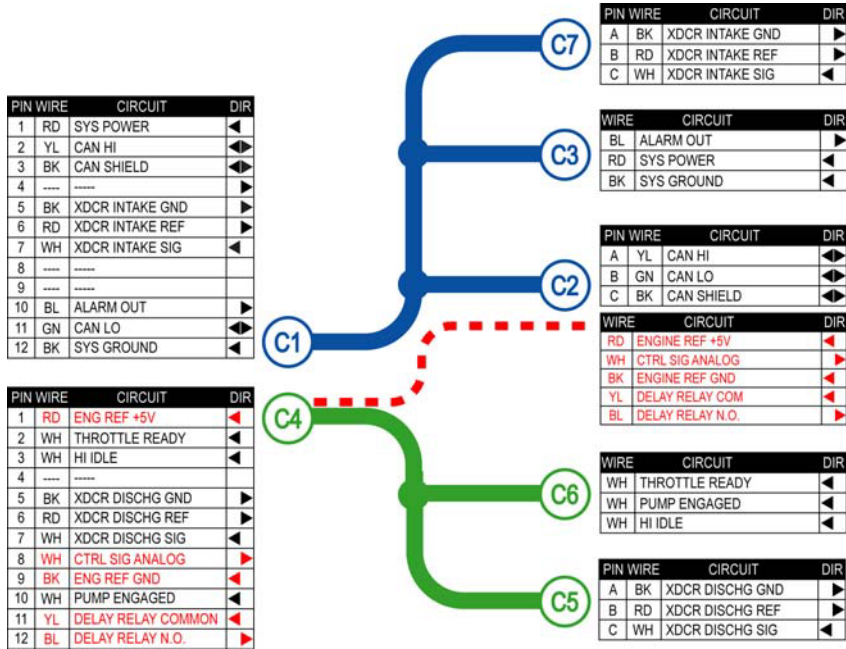 PIN WIRE CIRCUIT DIR
A BK XDCR INTAKE GND ▶
B RD XDCR INTAKE REF ▶
C WH XDCR INTAKE SIG ◀
C7
PIN WIRE CIRCUIT DIR
1 RD SYS POWER ◀
2 YL CAN HI ◀▶
3 BK CAN SHIELD ◀▶
4 ---- ----- ▶
5 BK XDCR INTAKE GND ▶
6 RD XDCR INTAKE REF ▶
7 WH XDCR INTAKE SIG ◀
8 ---- -----
9 ---- -----
10 BL ALARM OUT ▶
11 GN CAN LO ◀▶
12 BK SYS GROUND ◀
C1
WIRE CIRCUIT DIR
BL ALARM OUT ▶
RD SYS POWER ◀
BK SYS GROUND ◀
C3
PIN WIRE CIRCUIT DIR
A YL CAN HI ◀▶
B GN CAN LO ◀▶
C BK CAN SHIELD ◀▶
C2
WIRE CIRCUIT DIR
RD ENGINE REF +5V ◀
WH CTRL SIG ANALOG ▶
BK ENGINE REF GND ◀
YL DELAY RELAY COM ◀
BL DELAY RELAY N.O. ▶
PIN WIRE CIRCUIT DIR
1 RD ENG REF +5V ◀
2 WH THROTTLE READY ◀
3 WH HI IDLE ◀
4 ---- -----
5 BK XDCR DISCHG GND ▶
6 RD XDCR DISCHG REF ▶
7 WH XDCR DISCHG SIG ◀
8 WH CTRL SIG ANALOG ▶
9 BK ENG REF GND ◀
10 WH PUMP ENGAGED ◀
11 YL DELAY RELAY COMMON ◀
12 BL DELAY RELAY N.O. ▶
C4
WIRE CIRCUIT DIR
WH THROTTLE READY ◀
WH PUMP ENGAGED ◀
WH HI IDLE ◀
C6
PIN WIRE CIRCUIT DIR
A BK XDCR DISCHG GND ▶
B RD XDCR DISCHG REF ▶
C WH XDCR DISCHG SIG ◀
C5